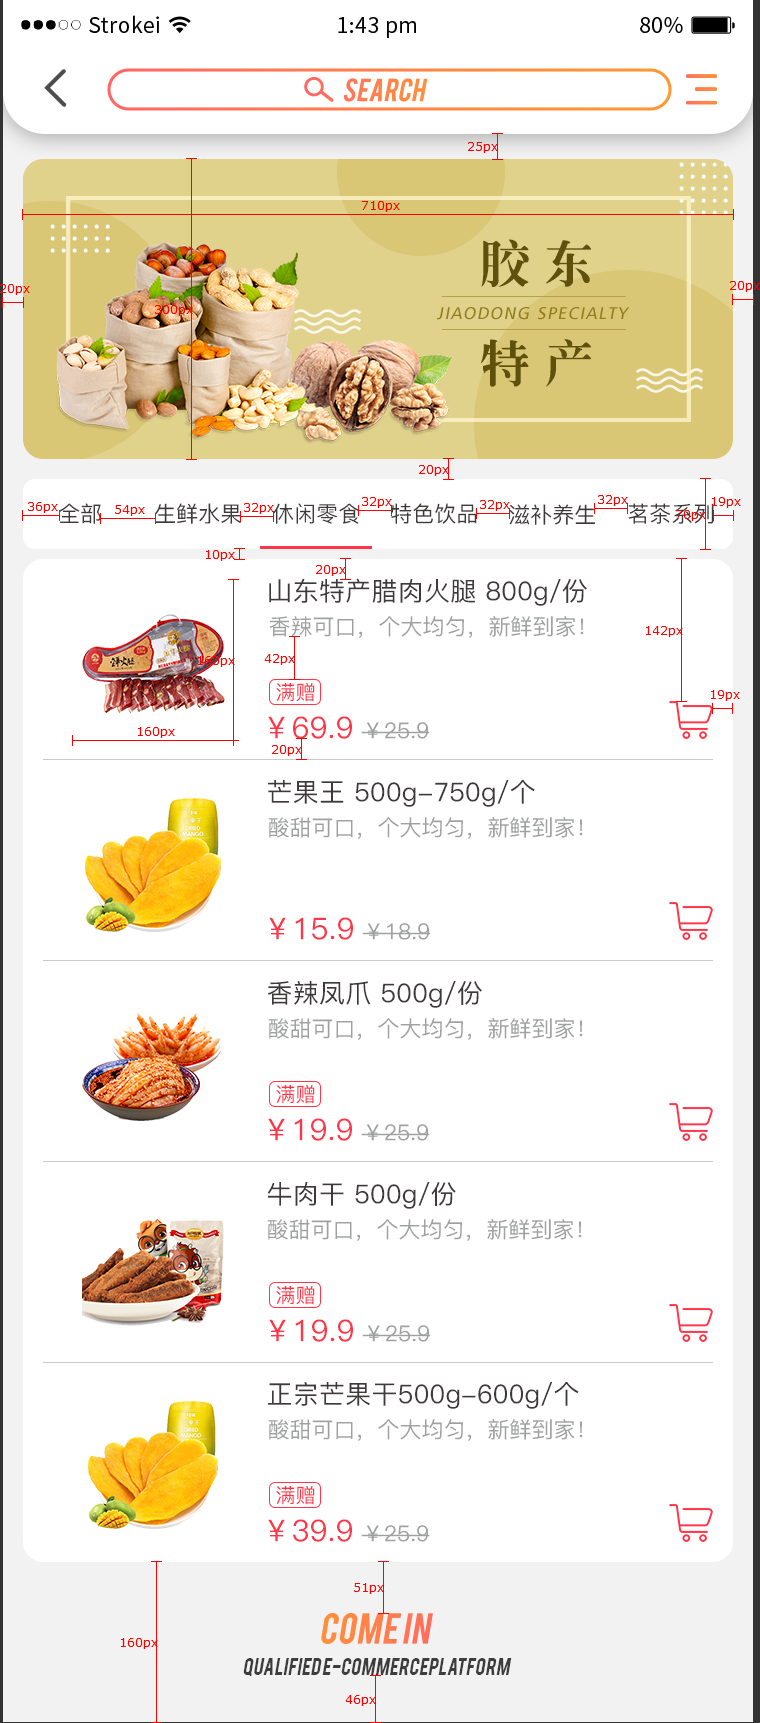 Strokei 1:43 pm 80%
SEARCH
25px
710px
20px 20px
300px
胶东
JIAODONG SPECIALTY
特产
20px
36px 全部 54px 生鲜水果 32px 休闲零食 32px 特色饮品 32px 滋补养生 32px 茗茶系列 19px
10px
20px
山东特产腊肉火腿 800g/份
香辣可口，个大均匀，新鲜到家！
142px
160px
42px
满赠
19px
¥69.9 ¥25.9
160px
20px
芒果王 500g-750g/个
酸甜可口，个大均匀，新鲜到家！
DRIED
MANGO
¥15.9 ¥18.9
香辣凤爪 500g/份
酸甜可口，个大均匀，新鲜到家！
满赠
¥19.9 ¥25.9
牛肉干 500g/份
酸甜可口，个大均匀，新鲜到家！
满赠
¥19.9 ¥25.9
正宗芒果干500g-600g/个
酸甜可口，个大均匀，新鲜到家！
DRIED
MANGO
满赠
¥39.9 ¥25.9
51px
COME IN
160px
QUALIFIEDE-COMMERCEPLATFORM
46px